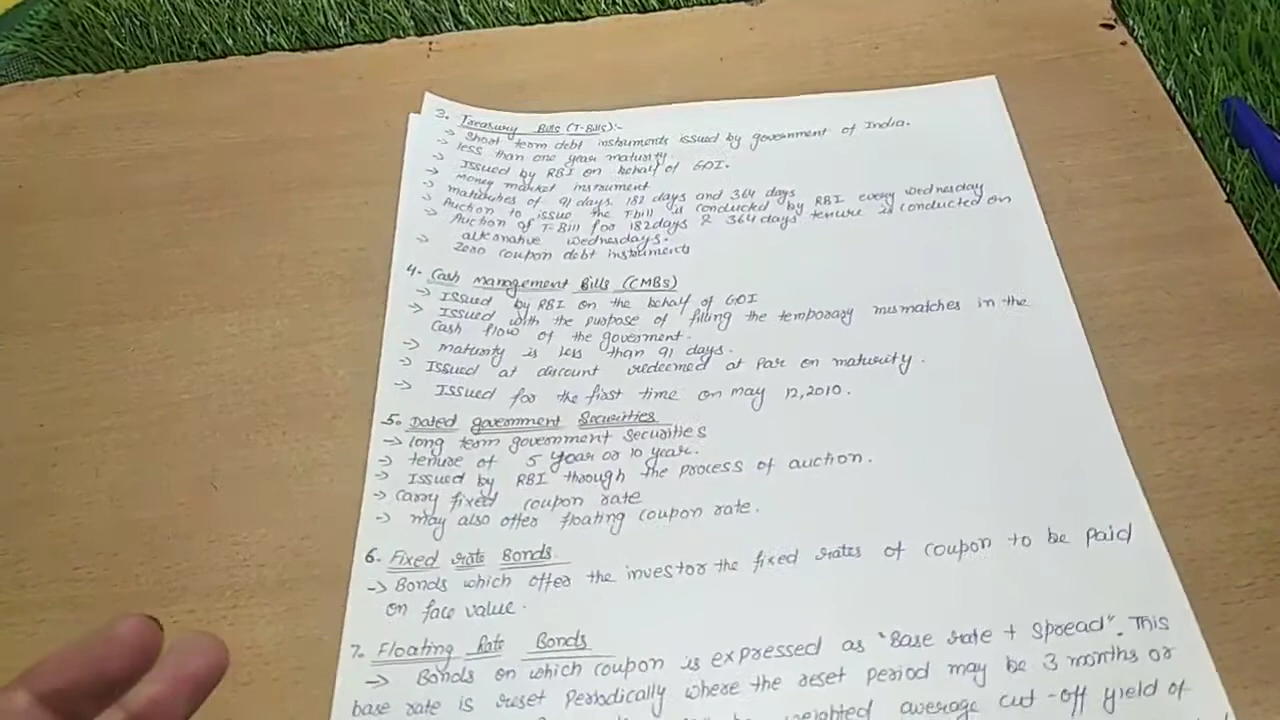 3. Treasury Bills (T-Bills):-
-> Short term debt instruments issued by government of India.
-> less than one year maturity
-> Issued by RBI on behalf of GOI.
-> Money market instrument
-> maturities of 91 days, 182 days and 364 days
-> Auction to issue the Tbill is conducted by RBI every wednesday
-> Auction of T-Bill for 182days & 364days tenure is conducted on
alternative wednesdays.
-> Zero coupon debt instruments
4. Cash Management Bills (CMBs)
-> Issued by RBI on the behalf of GOI
-> Issued with the purpose of filling the temporary mismatches in the
Cash flow of the goverment.
-> maturity is less than 91 days.
-> Issued at discount redeemed at Par on maturity.
-> Issued for the first time on may 12, 2010.
5. Dated government Securities
-> long term government securities
-> tenure of 5 year or 10 year.
-> Issued by RBI through the process of auction.
-> Carry fixed coupon rate
-> may also offer floating coupon rate.
6. Fixed rate Bonds
-> Bonds which offer the investor the fixed rates of coupon to be paid
on face value.
7. Floating Rate Bonds
-> Bonds on which coupon is expressed as "Base rate + Spread". This
base rate is reset Periodically where the reset period may be 3 months or
weighted average cut-off yield of